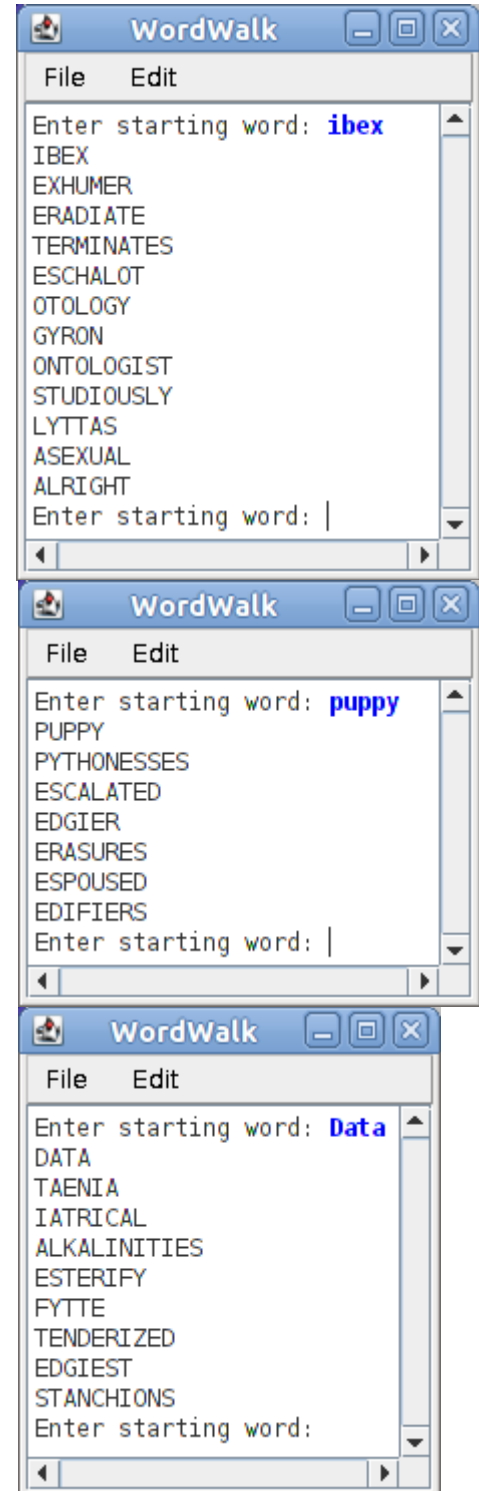 WordWalk
File Edit
Enter starting word: ibex
IBEX
EXHUMER
ERADIATE
TERMINATES
ESCHALOT
OTOLOGY
GYRON
ONTOLOGIST
STUDIOUSLY
LYTTAS
ASEXUAL
ALRIGHT
Enter starting word:
WordWalk
File Edit
Enter starting word: puppy
PUPPY
PYTHONESSES
ESCALATED
EDGIER
ERASURES
ESPOUSED
EDIFIERS
Enter starting word:
WordWalk
File Edit
Enter starting word: Data
DATA
TAENIA
IATRICAL
ALKALINITIES
ESTERIFY
FYTTE
TENDERIZED
EDGIEST
STANCHIONS
Enter starting word: